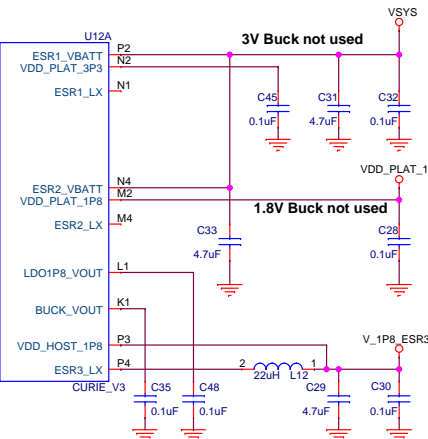 VSYS
U12A
3V Buck not used
ESR1_VBATT P2
VDD_PLAT_3P3 N2
ESR1_LX N1
C45 C31 C32
0.1uF 4.7uF 0.1uF
VDD_PLAT_1
ESR2_VBATT N4
VDD_PLAT_1P8 M2
1.8V Buck not used
ESR2_LX M4
C33 C28
4.7uF 0.1uF
LDO1P8_VOUT L1
BUCK_VOUT K1
V_1P8_ESR3
VDD_HOST_1P8 P3
ESR3_LX P4 2 1
22uH L12
CURIE_V3 C35 C48 C29 C30
0.1uF 0.1uF 4.7uF 0.1uF